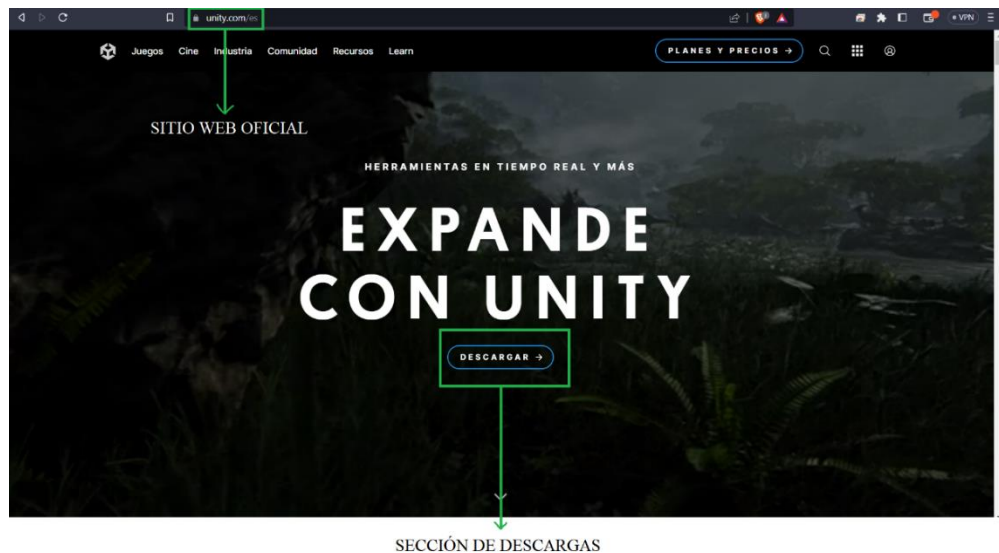 unity.com/es
VPN
Juegos Cine Industria Comunidad Recursos Learn
PLANES Y PRECIOS →
SITIO WEB OFICIAL
HERRAMIENTAS EN TIEMPO REAL Y MÁS
EXPANDE
CON UNITY
DESCARGAR →
SECCIÓN DE DESCARGAS